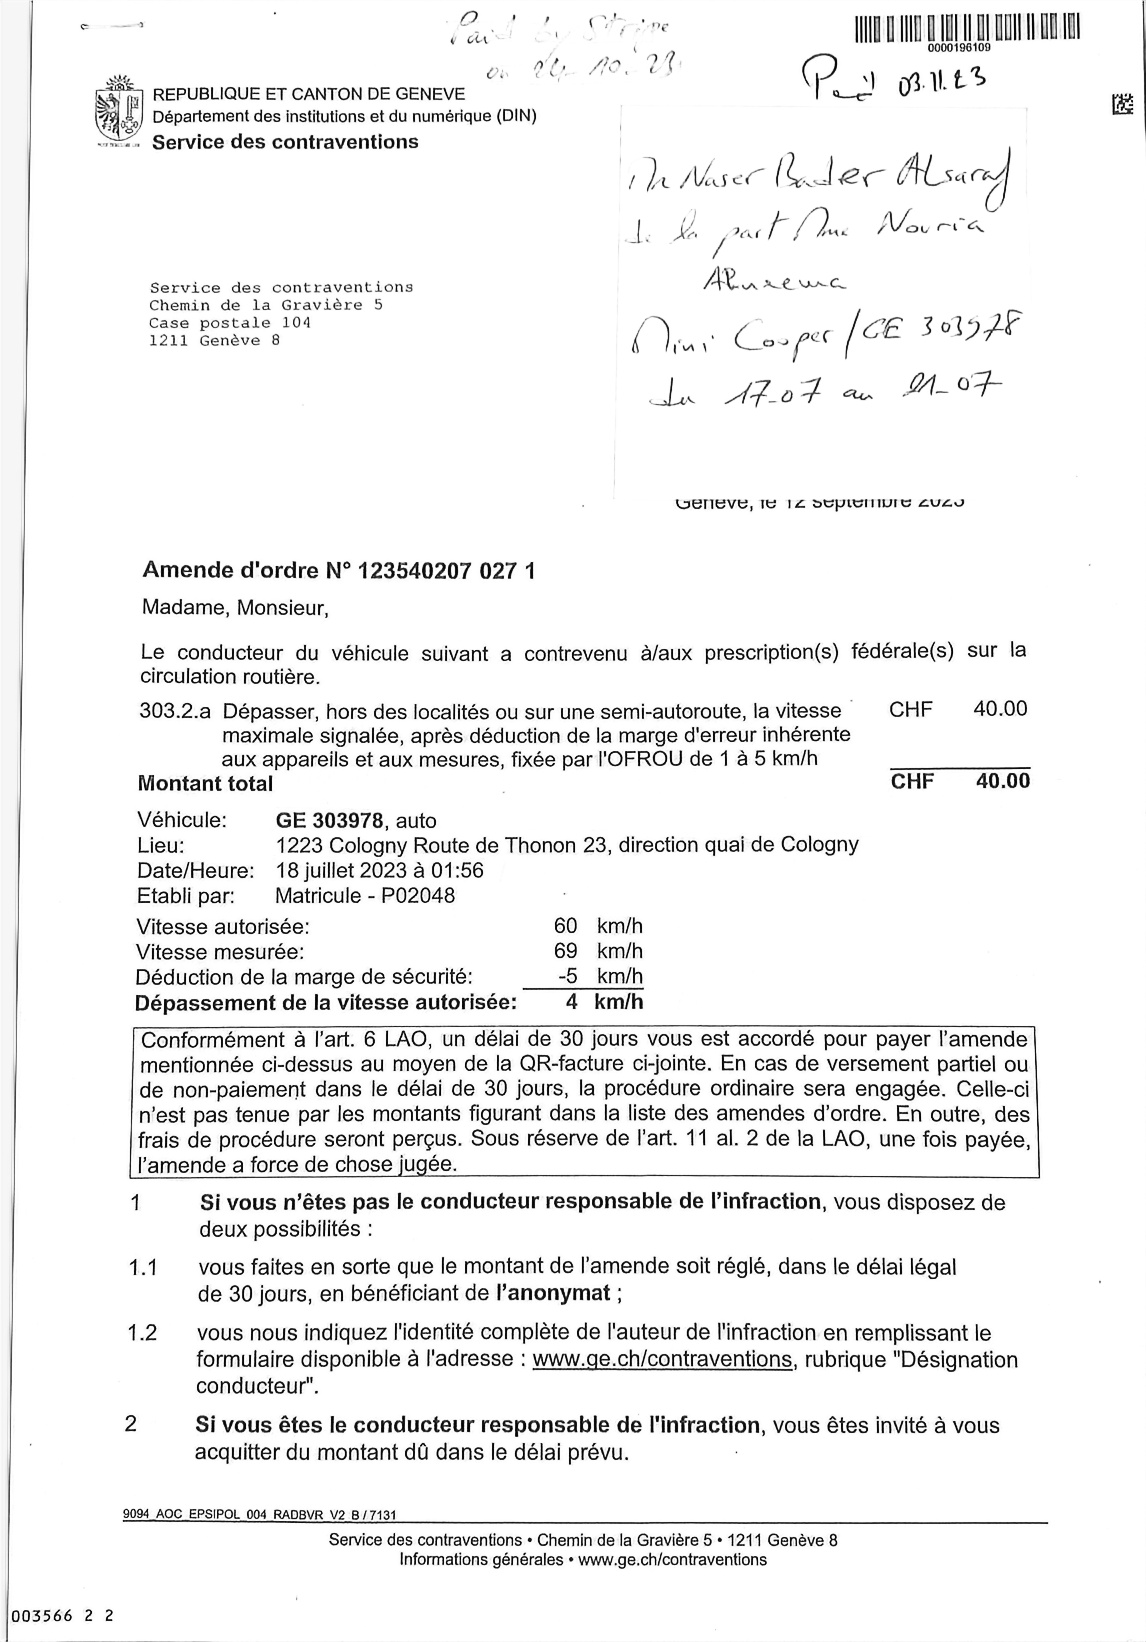 Paid by Stripe
on 24.10.23
0000196109
Paid 03.11.23
REPUBLIQUE ET CANTON DE GENEVE
Département des institutions et du numérique (DIN)
Service des contraventions
Mr Naser Bader ALsaraf
de la part Mme Nouria
Mini Cooper / GE 303978
du 17-07 au 21-07
Service des contraventions
Chemin de la Gravière 5
Case postale 104
1211 Genève 8
Genève, le 12 septembre 2023
Amende d'ordre N° 123540207 027 1
Madame, Monsieur,
Le conducteur du véhicule suivant a contrevenu à/aux prescription(s) fédérale(s) sur la
circulation routière.
303.2.a Dépasser, hors des localités ou sur une semi-autoroute, la vitesse CHF 40.00
maximale signalée, après déduction de la marge d'erreur inhérente
aux appareils et aux mesures, fixée par l'OFROU de 1 à 5 km/h
Montant total CHF 40.00
Véhicule: GE 303978, auto
Lieu: 1223 Cologny Route de Thonon 23, direction quai de Cologny
Date/Heure: 18 juillet 2023 à 01:56
Etabli par: Matricule - P02048
Vitesse autorisée: 60 km/h
Vitesse mesurée: 69 km/h
Déduction de la marge de sécurité: -5 km/h
Dépassement de la vitesse autorisée: 4 km/h
Conformément à l'art. 6 LAO, un délai de 30 jours vous est accordé pour payer l'amende
mentionnée ci-dessus au moyen de la QR-facture ci-jointe. En cas de versement partiel ou
de non-paiement dans le délai de 30 jours, la procédure ordinaire sera engagée. Celle-ci
n'est pas tenue par les montants figurant dans la liste des amendes d'ordre. En outre, des
frais de procédure seront perçus. Sous réserve de l'art. 11 al. 2 de la LAO, une fois payée,
l'amende a force de chose jugée.
1 Si vous n'êtes pas le conducteur responsable de l'infraction, vous disposez de
deux possibilités :
1.1 vous faites en sorte que le montant de l'amende soit réglé, dans le délai légal
de 30 jours, en bénéficiant de l'anonymat ;
1.2 vous nous indiquez l'identité complète de l'auteur de l'infraction en remplissant le
formulaire disponible à l'adresse : www.ge.ch/contraventions, rubrique "Désignation
conducteur".
2 Si vous êtes le conducteur responsable de l'infraction, vous êtes invité à vous
acquitter du montant dû dans le délai prévu.
9094_AOC_EPSIPOL_004_RADBVR_V2_B / 7131
Service des contraventions • Chemin de la Gravière 5 • 1211 Genève 8
Informations générales • www.ge.ch/contraventions
003566 2 2